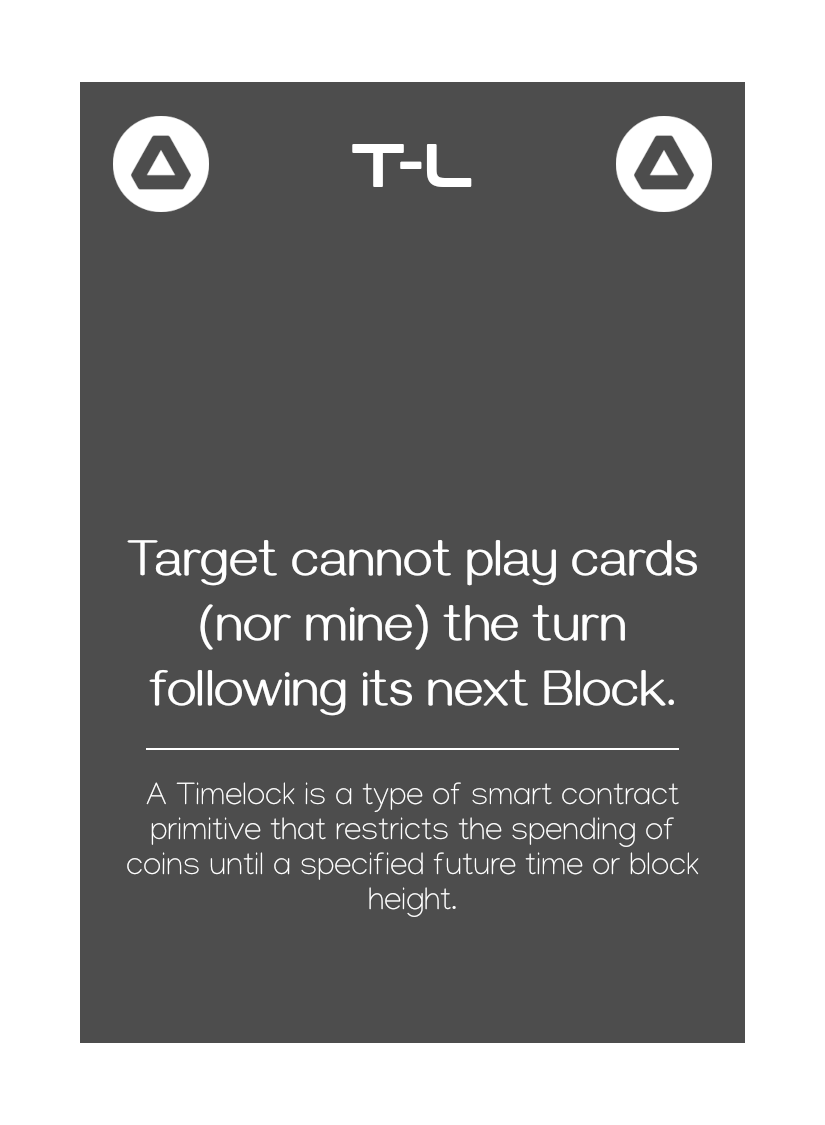 T-L
Target cannot play cards
(nor mine) the turn
following its next Block.
A Timelock is a type of smart contract
primitive that restricts the spending of
coins until a specified future time or block
height.